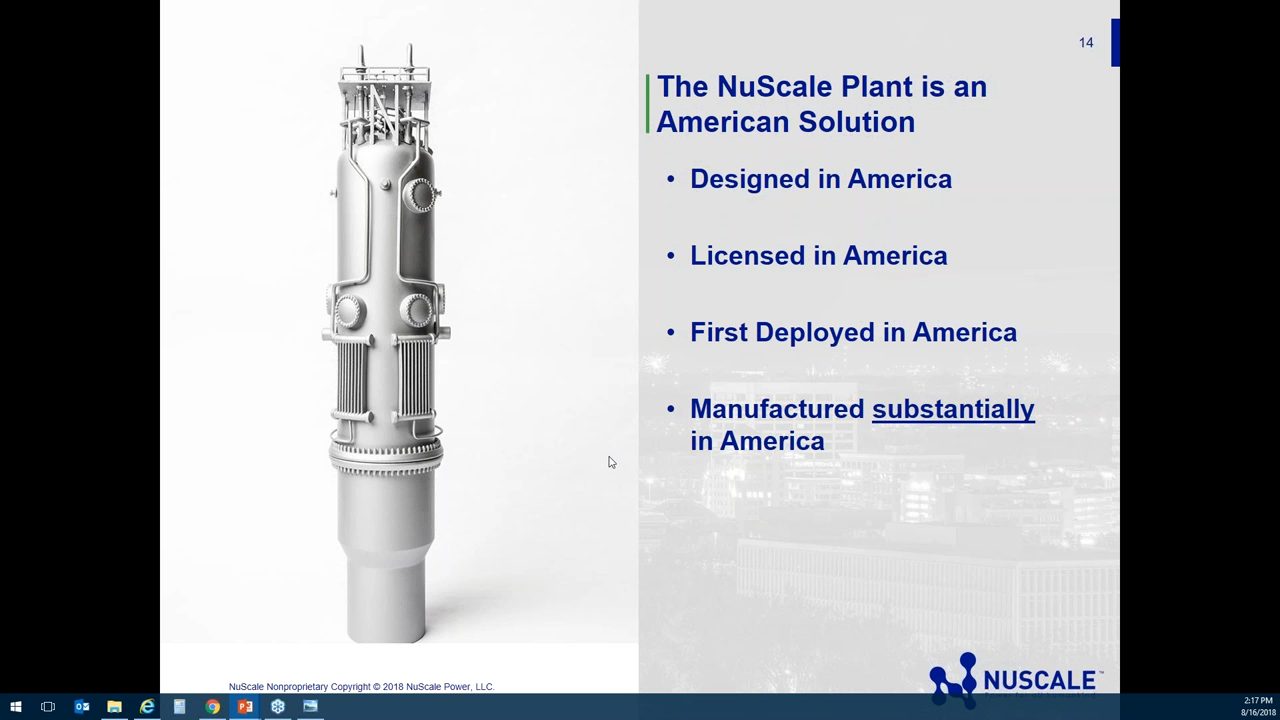 14
The NuScale Plant is an
American Solution
• Designed in America
• Licensed in America
• First Deployed in America
• Manufactured substantially
in America
NUSCALE™
NuScale Nonproprietary Copyright © 2018 NuScale Power, LLC.
2:17 PM
8/16/2018